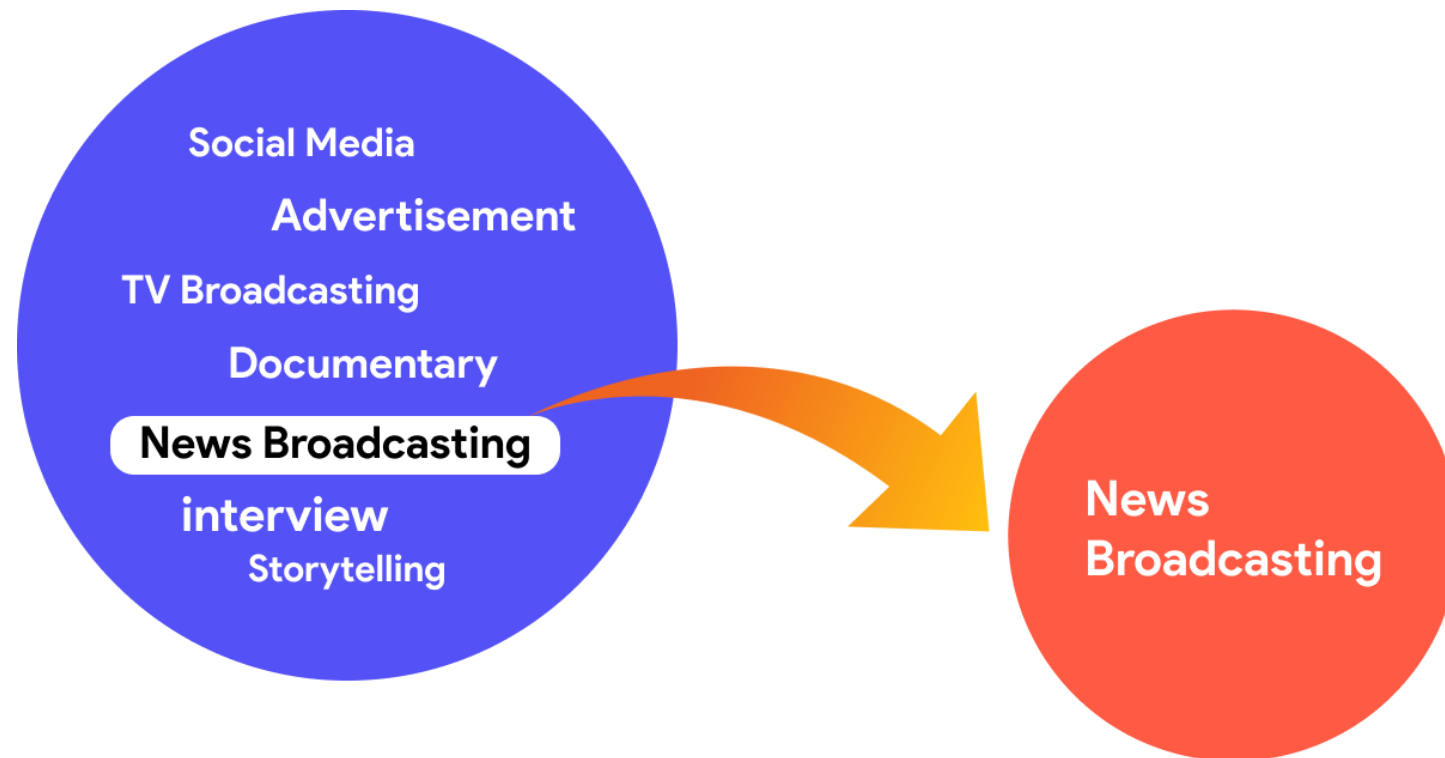 Social Media
Advertisement
TV Broadcasting
Documentary
News Broadcasting
interview
Storytelling
News
Broadcasting